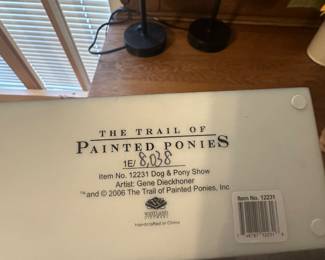 THE TRAIL OF
PAINTED PONIES
1E/ 8,038
Item No. 12231 Dog & Pony Show
Artist: Gene Dieckhoner
™and © 2006 The Trail of Painted Ponies, Inc
WESTLAND
Handcrafted in China
Item No. 12231